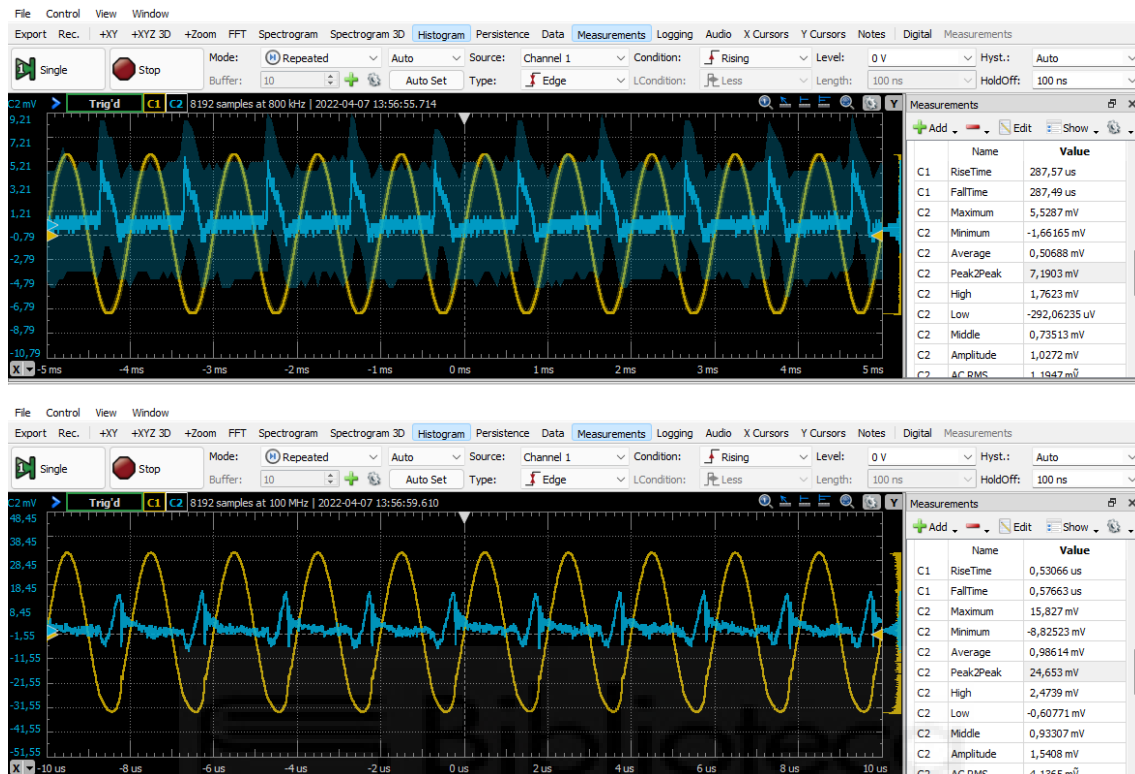 File Control View Window
Export Rec. +XY +XYZ 3D +Zoom FFT Spectrogram Spectrogram 3D Histogram Persistence Data Measurements Logging Audio X Cursors Y Cursors Notes Digital Measurements
Single Stop Mode: Repeated Auto Source: Channel 1 Condition: Rising Level: 0 V Hyst.: Auto
Buffer: 10 Auto Set Type: Edge LCondition: Less Length: 100 ns HoldOff: 100 ns
C2 mV Trig'd C1 C2 8192 samples at 800 kHz | 2022-04-07 13:56:55.714 Y
9,21
7,21
5,21
3,21
1,21
-0,79
-2,79
-4,79
-6,79
-8,79
-10,79
X -5 ms -4 ms -3 ms -2 ms -1 ms 0 ms 1 ms 2 ms 3 ms 4 ms 5 ms
Measurements
Add Edit Show
Name Value
C1 RiseTime 287,57 us
C1 FallTime 287,49 us
C2 Maximum 5,5287 mV
C2 Minimum -1,66165 mV
C2 Average 0,50688 mV
C2 Peak2Peak 7,1903 mV
C2 High 1,7623 mV
C2 Low -292,06235 uV
C2 Middle 0,73513 mV
C2 Amplitude 1,0272 mV
C2 AC RMS 1,1947 mṼ
File Control View Window
Export Rec. +XY +XYZ 3D +Zoom FFT Spectrogram Spectrogram 3D Histogram Persistence Data Measurements Logging Audio X Cursors Y Cursors Notes Digital Measurements
Single Stop Mode: Repeated Auto Source: Channel 1 Condition: Rising Level: 0 V Hyst.: Auto
Buffer: 10 Auto Set Type: Edge LCondition: Less Length: 100 ns HoldOff: 100 ns
C2 mV Trig'd C1 C2 8192 samples at 100 MHz | 2022-04-07 13:56:59.610 Y
48,45
38,45
28,45
18,45
8,45
-1,55
-11,55
-21,55
-31,55
-41,55
-51,55
X -10 us -8 us -6 us -4 us -2 us 0 us 2 us 4 us 6 us 8 us 10 us
Measurements
Add Edit Show
Name Value
C1 RiseTime 0,53066 us
C1 FallTime 0,57663 us
C2 Maximum 15,827 mV
C2 Minimum -8,82523 mV
C2 Average 0,98614 mV
C2 Peak2Peak 24,653 mV
C2 High 2,4739 mV
C2 Low -0,60771 mV
C2 Middle 0,93307 mV
C2 Amplitude 1,5408 mV
C2 AC RMS 4,1365 mṼ
Biblioteca